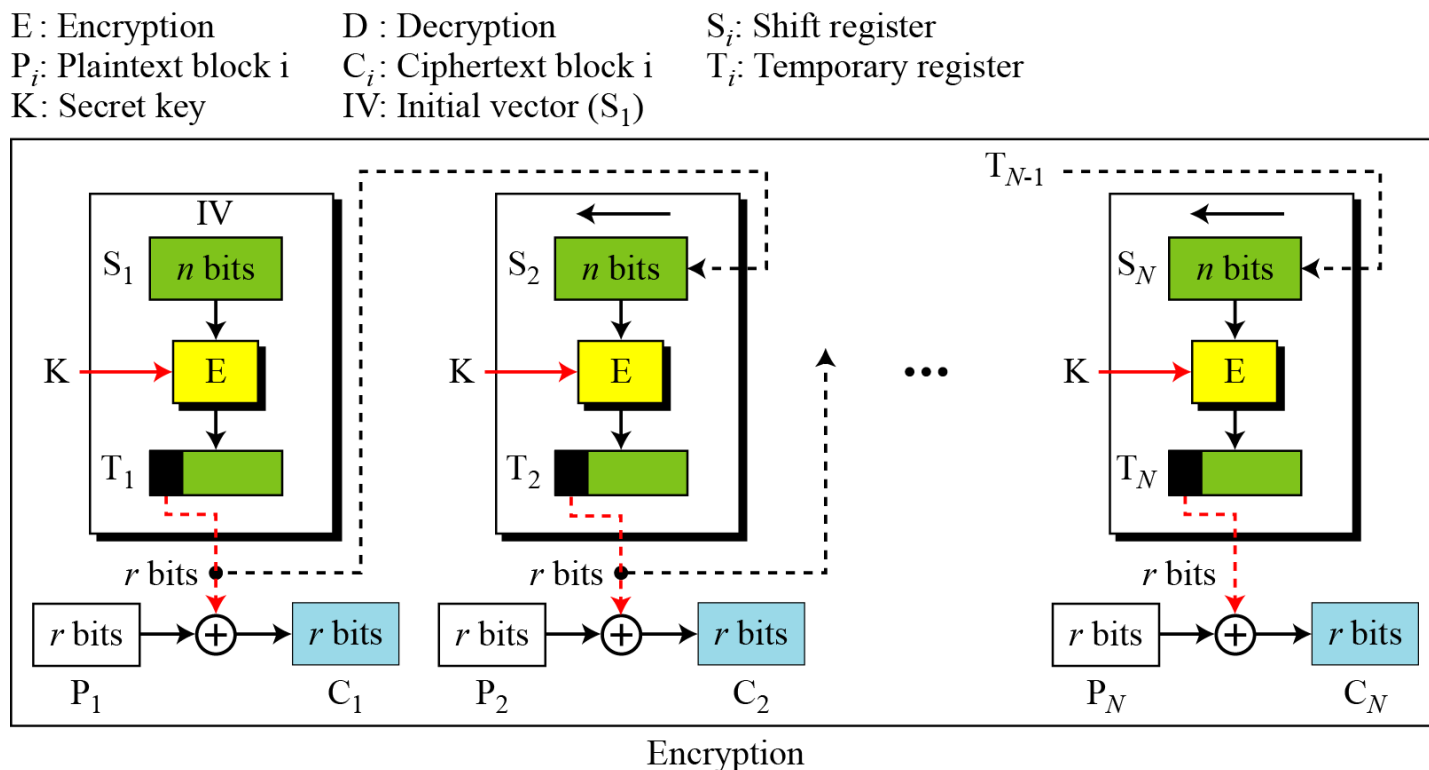 E : Encryption D : Decryption Sᵢ: Shift register
Pᵢ: Plaintext block i Cᵢ: Ciphertext block i Tᵢ: Temporary register
K : Secret key IV: Initial vector (S₁)
T_N-1
IV
S₁ n bits S₂ n bits S_N n bits
K E K E ••• K E
T₁ T₂ T_N
r bits r bits r bits
r bits + r bits r bits + r bits r bits + r bits
P₁ C₁ P₂ C₂ P_N C_N
Encryption